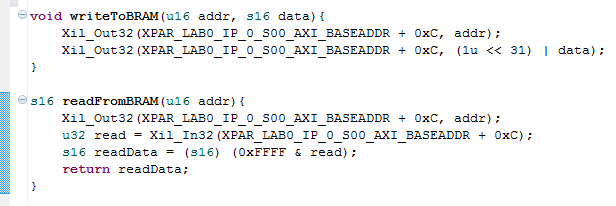 void writeToBRAM(u16 addr, s16 data){
Xil_Out32(XPAR_LAB0_IP_0_S00_AXI_BASEADDR + 0xC, addr);
Xil_Out32(XPAR_LAB0_IP_0_S00_AXI_BASEADDR + 0xC, (1u << 31) | data);
}
s16 readFromBRAM(u16 addr){
Xil_Out32(XPAR_LAB0_IP_0_S00_AXI_BASEADDR + 0xC, addr);
u32 read = Xil_In32(XPAR_LAB0_IP_0_S00_AXI_BASEADDR + 0xC);
s16 readData = (s16) (0xFFFF & read);
return readData;
}